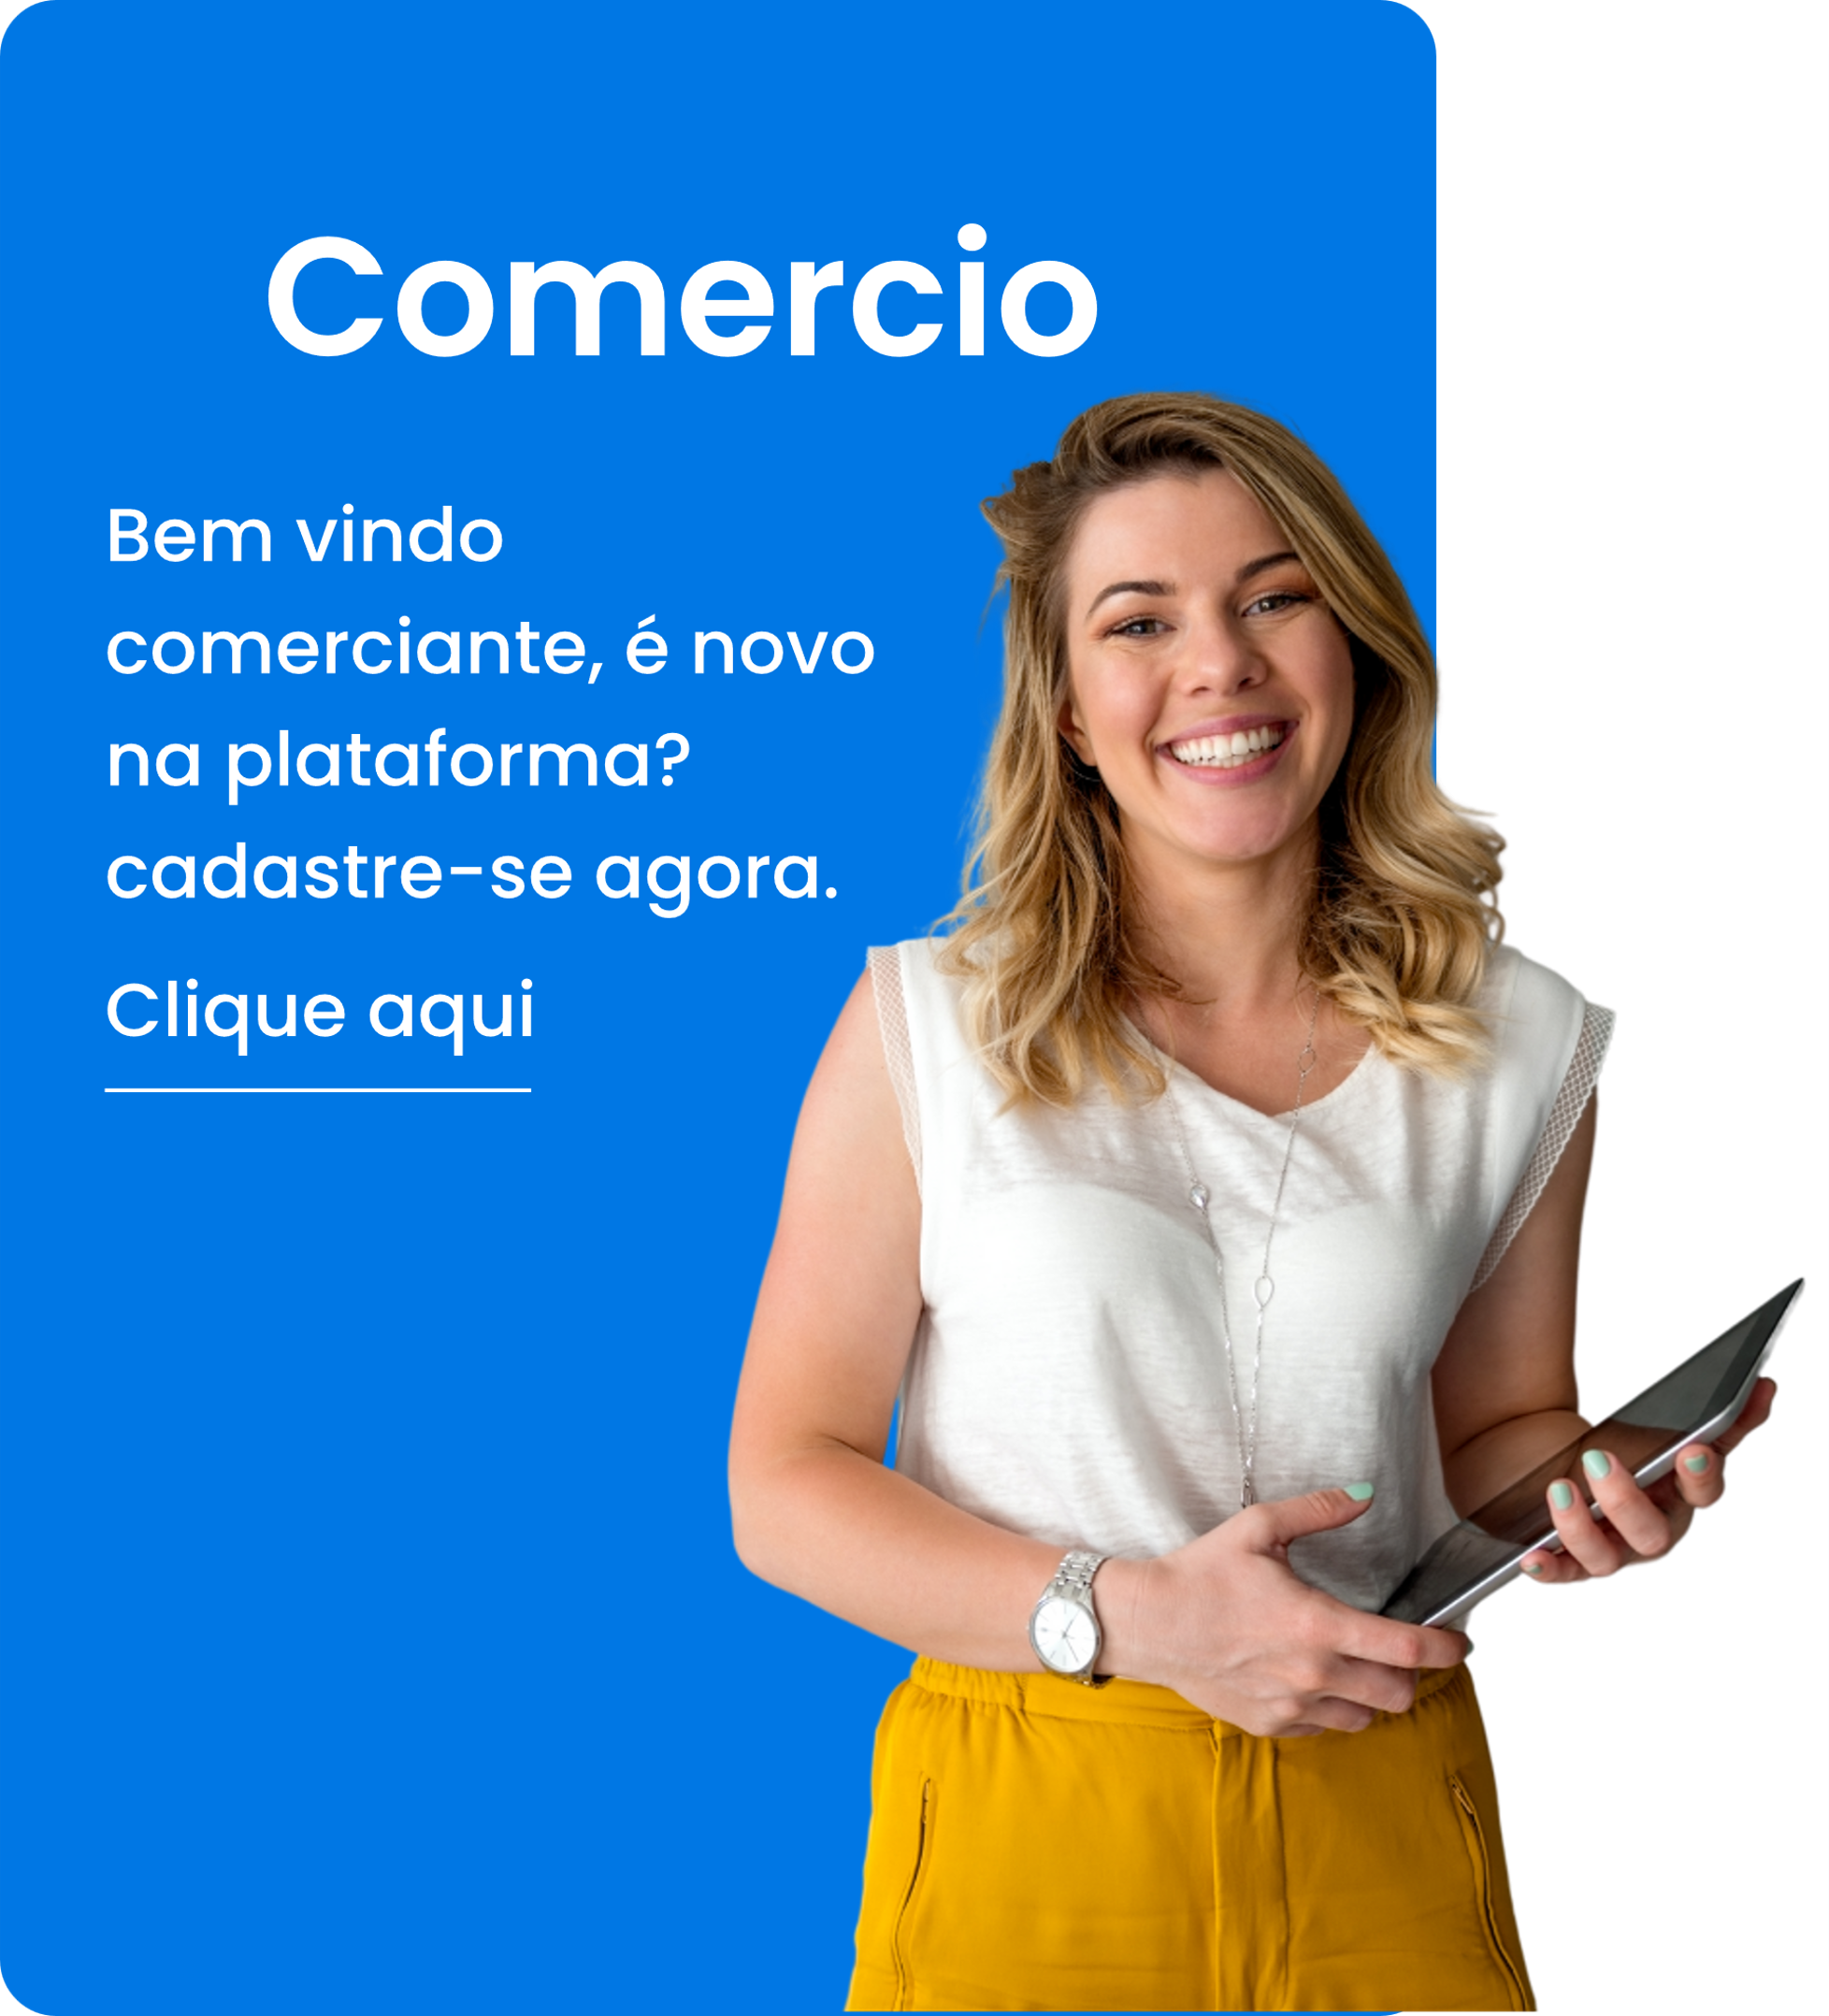 Comercio
Bem vindo
comerciante, é novo
na plataforma?
cadastre-se agora.
Clique aqui